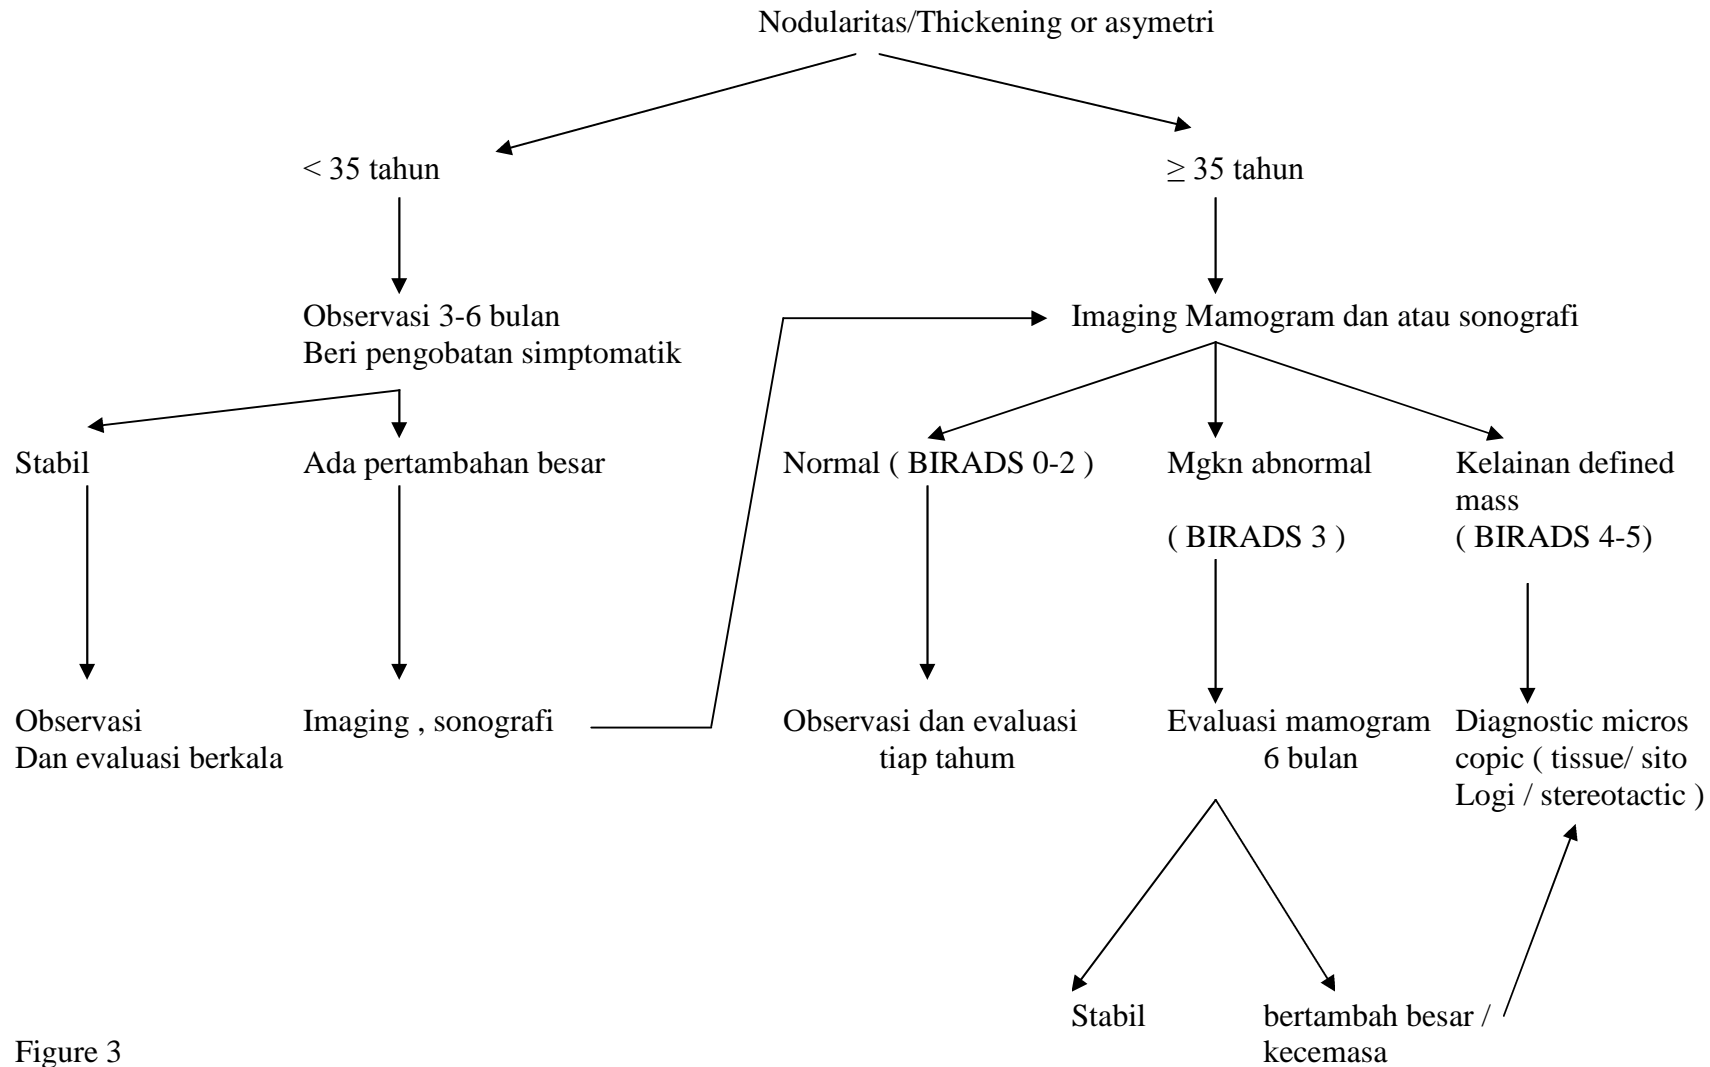 Nodularitas/Thickening or asymetri
< 35 tahun
≥ 35 tahun
Observasi 3-6 bulan
Beri pengobatan simptomatik
Imaging Mamogram dan atau sonografi
Stabil
Ada pertambahan besar
Normal ( BIRADS 0-2 )
Mgkn abnormal
( BIRADS 3 )
Kelainan defined
mass
( BIRADS 4-5)
Observasi
Dan evaluasi berkala
Imaging , sonografi
Observasi dan evaluasi
tiap tahum
Evaluasi mamogram
6 bulan
Diagnostic micros
copic ( tissue/ sito
Logi / stereotactic )
Stabil
bertambah besar /
kecemasa
Figure 3